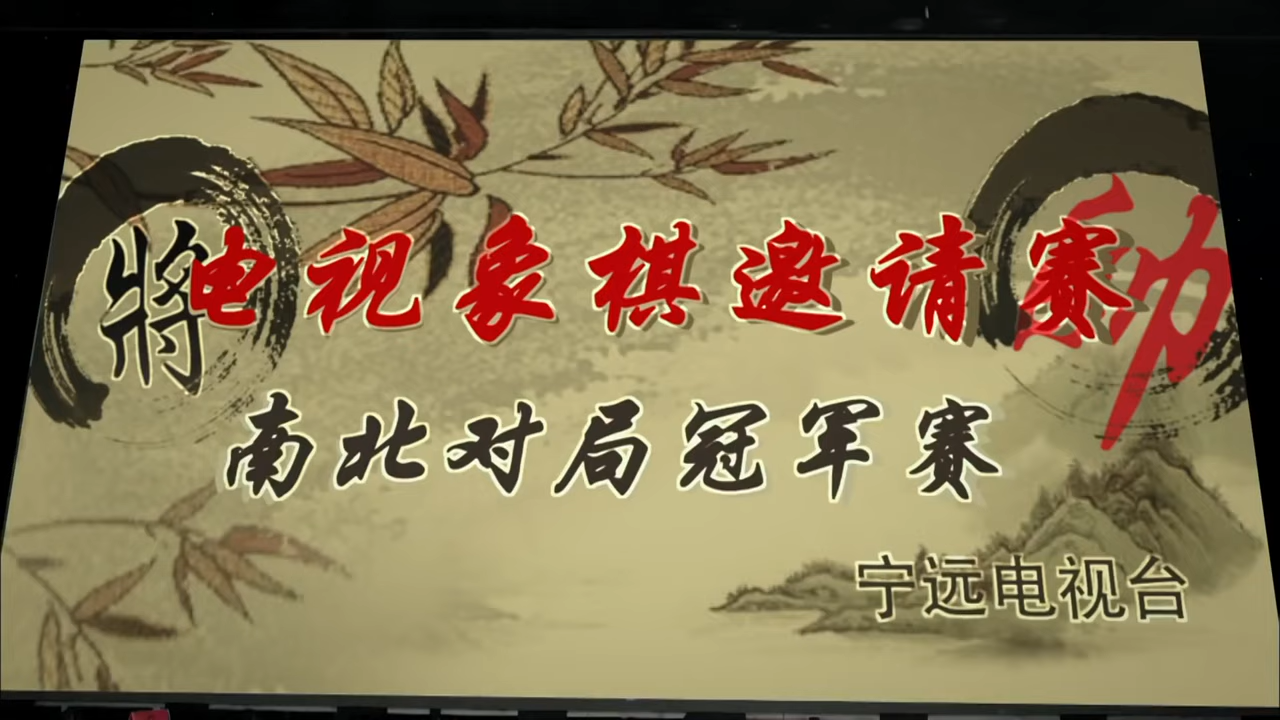 將
电视象棋邀请赛
南北对局冠军赛
宁远电视台